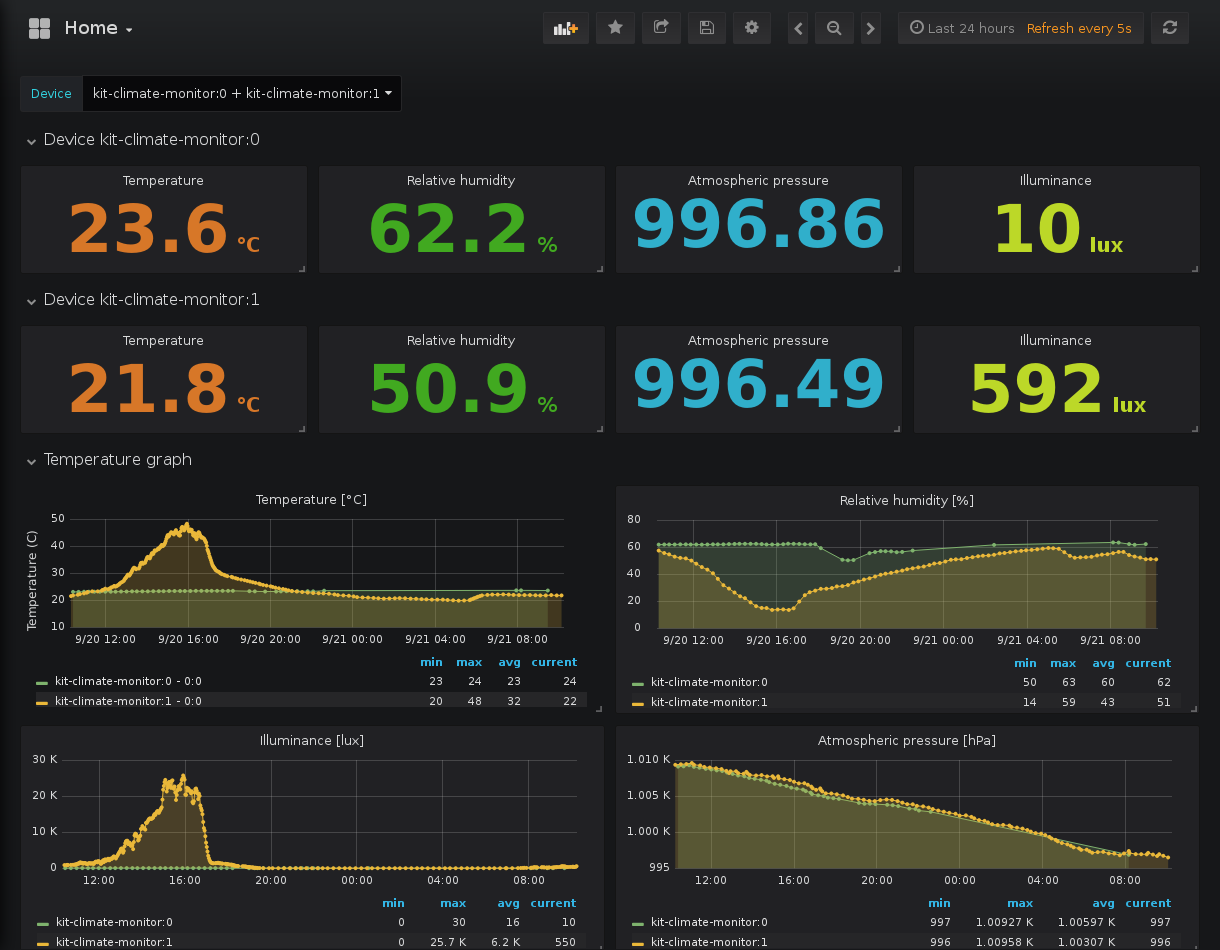 Home
Last 24 hours Refresh every 5s
Device kit-climate-monitor:0 + kit-climate-monitor:1
Device kit-climate-monitor:0
Temperature Relative humidity Atmospheric pressure Illuminance
23.6 °C 62.2 % 996.86 10 lux
Device kit-climate-monitor:1
Temperature Relative humidity Atmospheric pressure Illuminance
21.8 °C 50.9 % 996.49 592 lux
Temperature graph
Temperature [°C]
Temperature (C)
50
40
30
20
10
9/20 12:00 9/20 16:00 9/20 20:00 9/21 00:00 9/21 04:00 9/21 08:00
min max avg current
kit-climate-monitor:0 - 0:0 23 24 23 24
kit-climate-monitor:1 - 0:0 20 48 32 22
Relative humidity [%]
80
60
40
20
0
9/20 12:00 9/20 16:00 9/20 20:00 9/21 00:00 9/21 04:00 9/21 08:00
min max avg current
kit-climate-monitor:0 50 63 60 62
kit-climate-monitor:1 14 59 43 51
Illuminance [lux]
30 K
20 K
10 K
0
12:00 16:00 20:00 00:00 04:00 08:00
min max avg current
kit-climate-monitor:0 0 30 16 10
kit-climate-monitor:1 0 25.7 K 6.2 K 550
Atmospheric pressure [hPa]
1.010 K
1.005 K
1.000 K
995
12:00 16:00 20:00 00:00 04:00 08:00
min max avg current
kit-climate-monitor:0 997 1.00927 K 1.00597 K 997
kit-climate-monitor:1 996 1.00958 K 1.00307 K 996